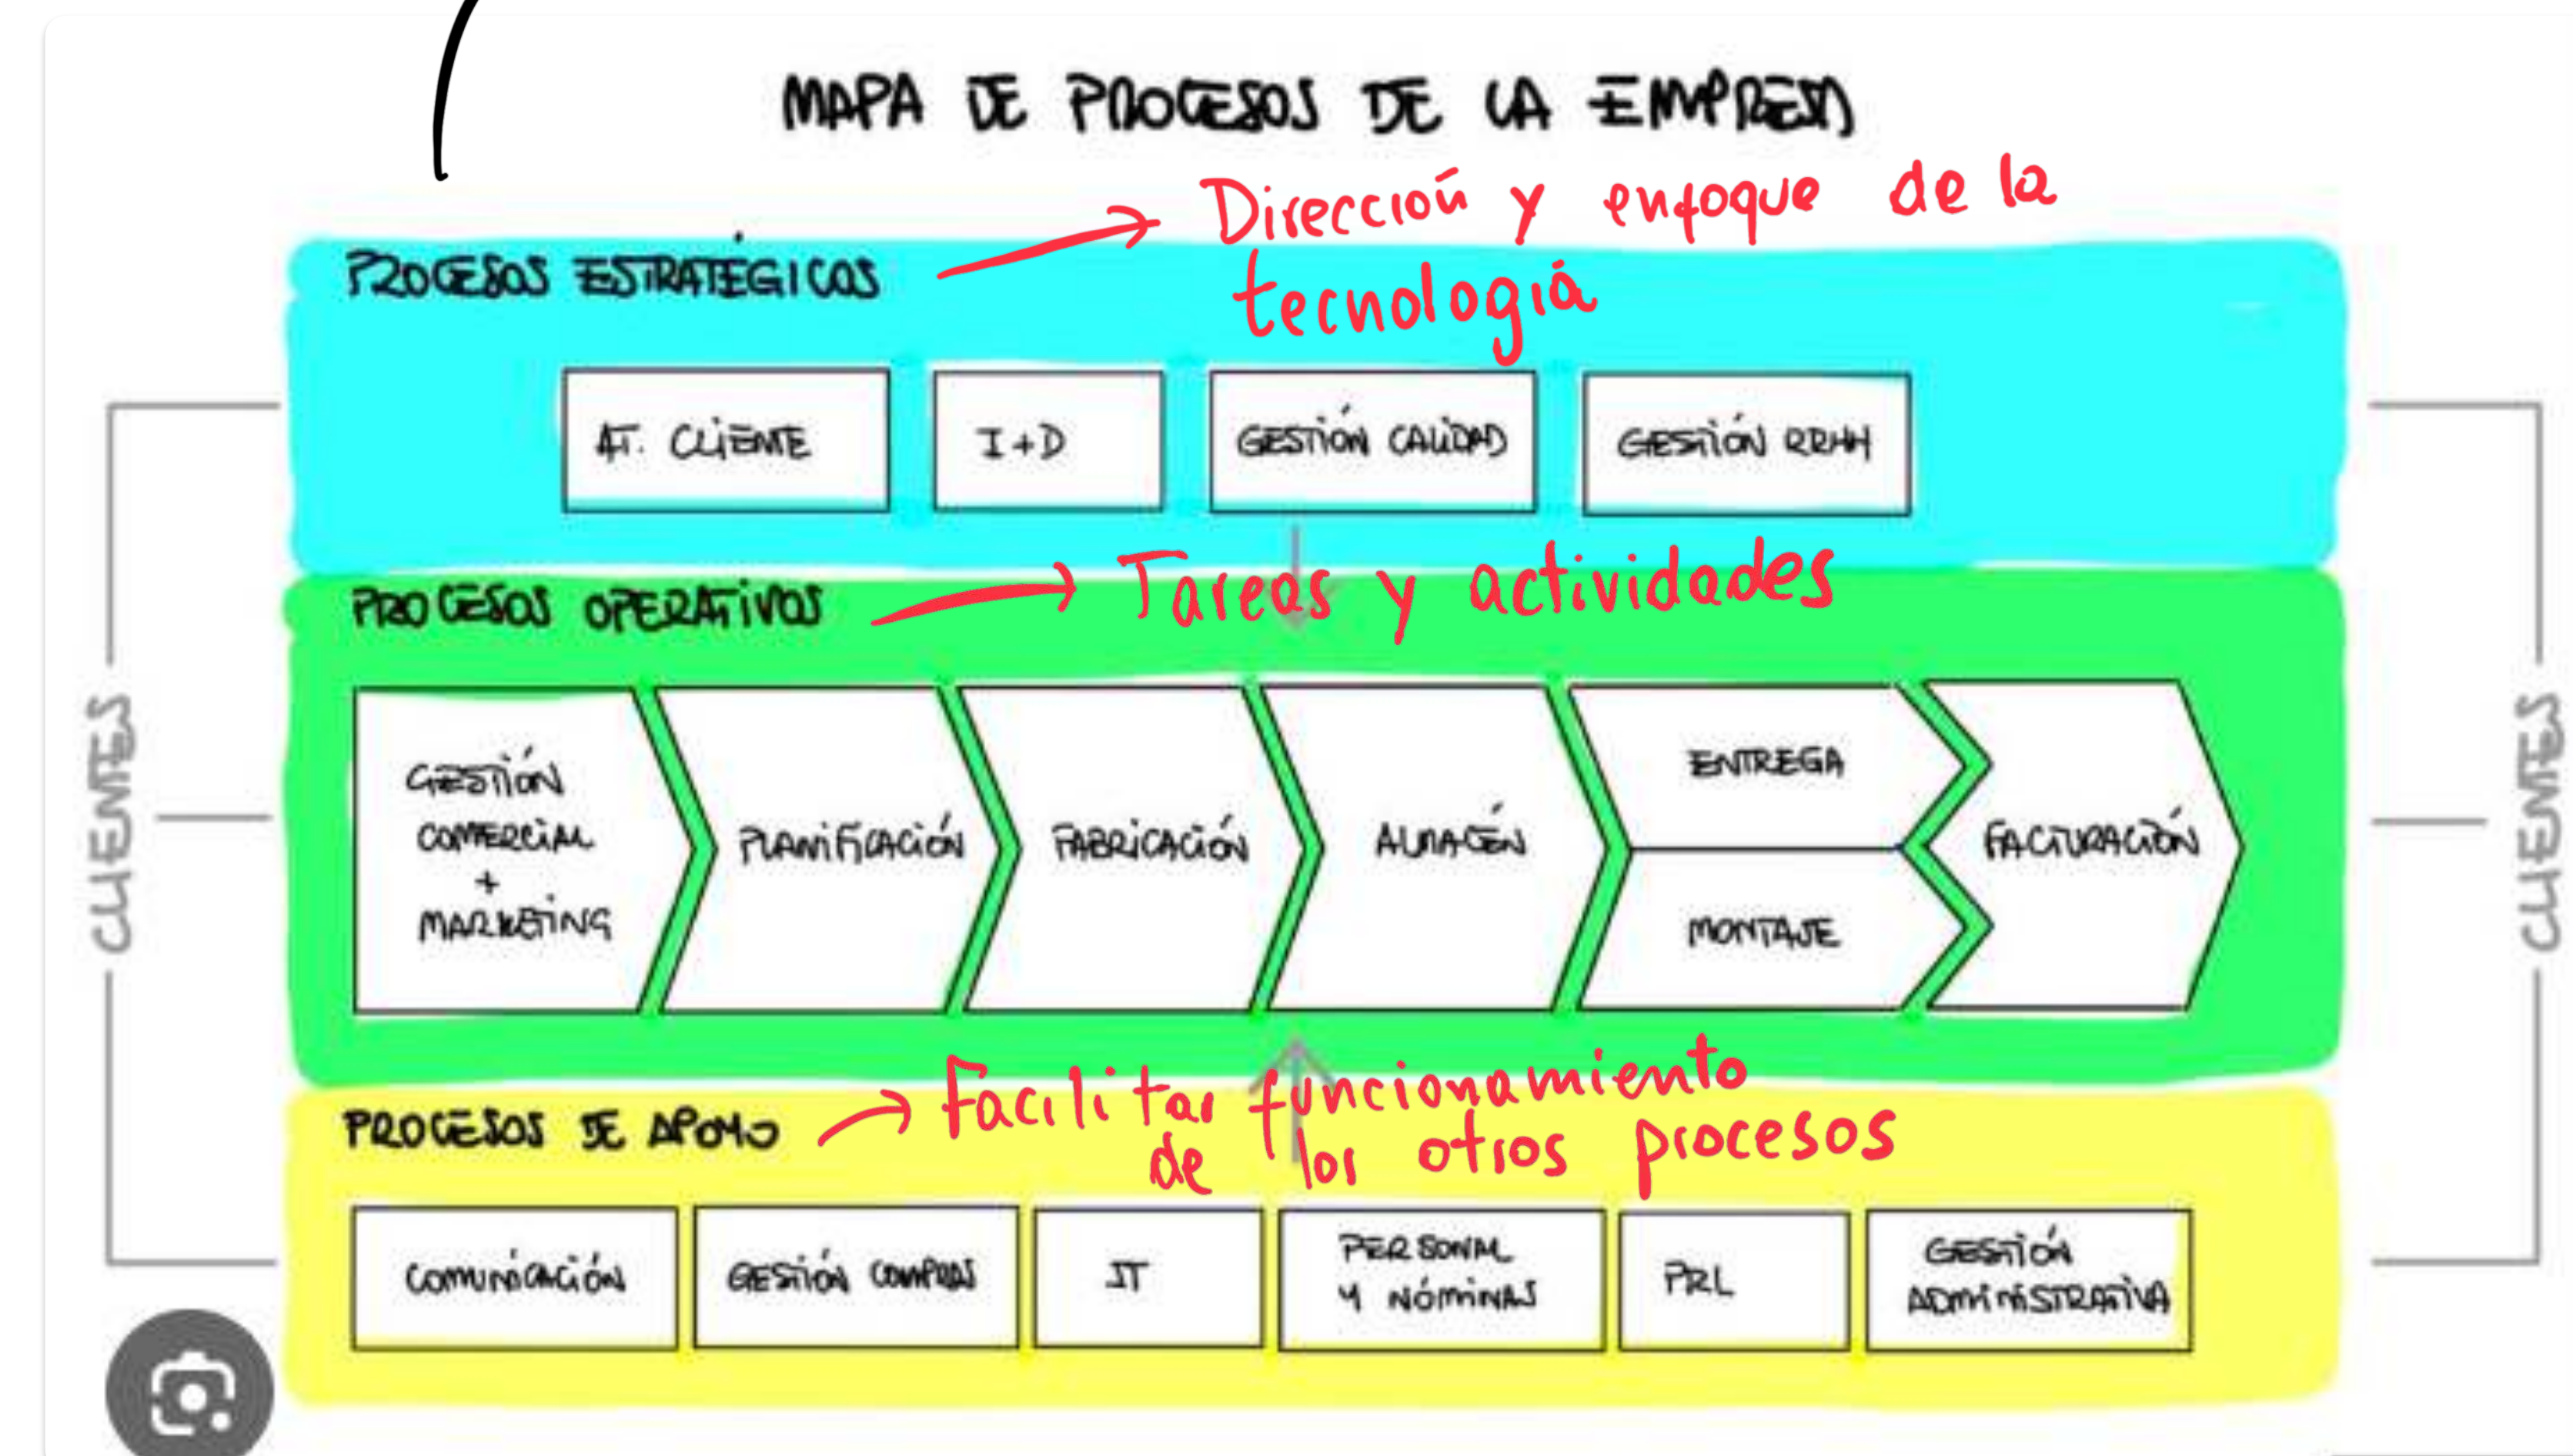 MAPA DE PROCESOS DE LA EMPRESA
PROCESOS ESTRATÉGICOS
Dirección y enfoque de la
tecnología
AT. CLIENTE
I+D
GESTIÓN CALIDAD
GESTIÓN RRHH
PROCESOS OPERATIVOS
Tareas y actividades
CLIENTES
GESTIÓN
COMERCIAL
+
MARKETING
PLANIFICACIÓN
FABRICACIÓN
ALMACÉN
ENTREGA
MONTAJE
FACTURACIÓN
CLIENTES
PROCESOS DE APOYO
Facilitar funcionamiento
de los otros procesos
COMUNICACIÓN
GESTIÓN COMPRAS
IT
PERSONAL
Y NÓMINAS
PRL
GESTIÓN
ADMINISTRATIVA